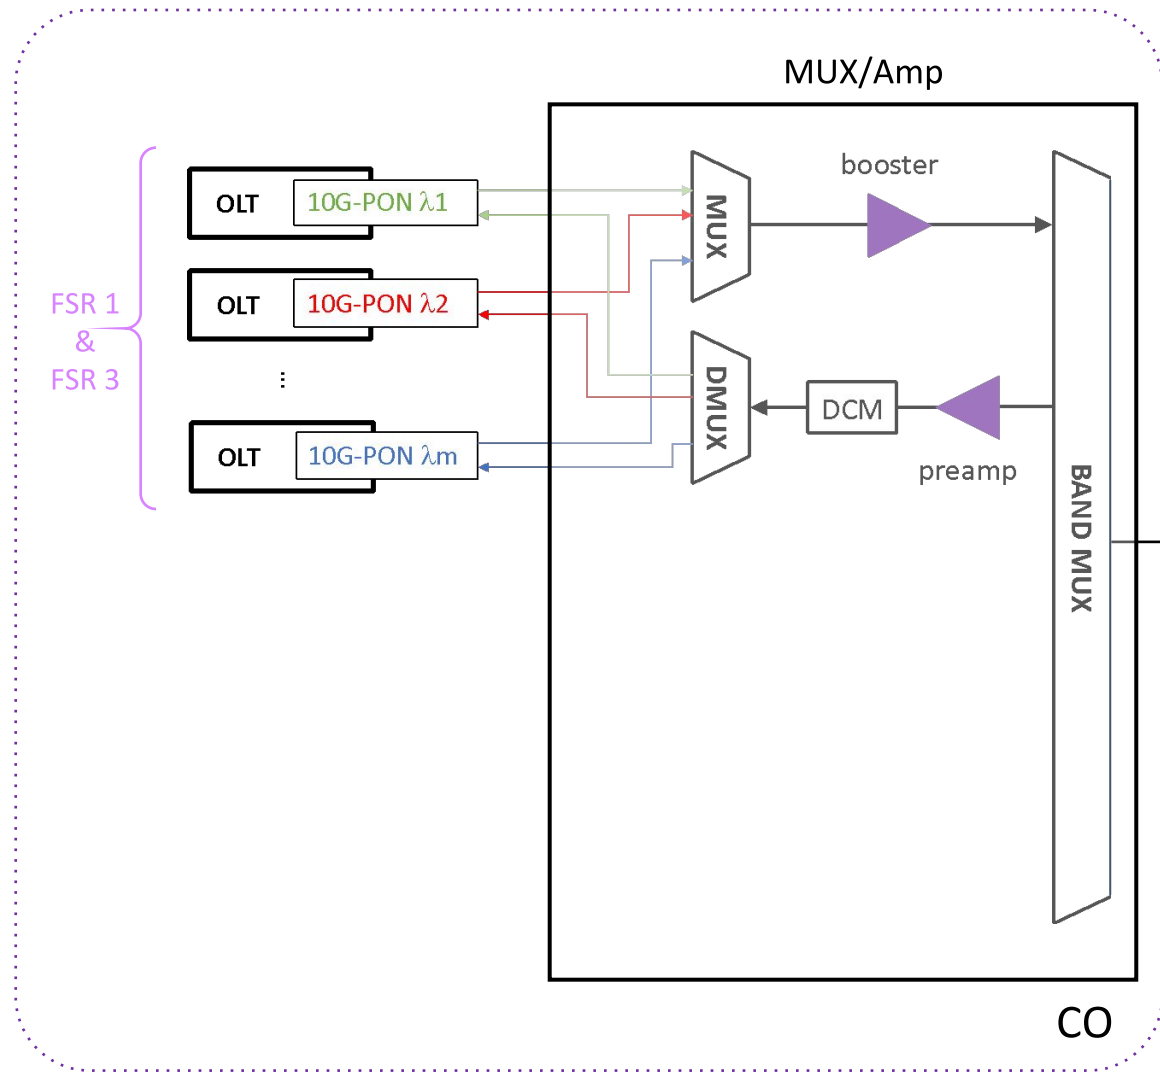 MUX/Amp
booster
OLT
10G-PON λ1
MUX
FSR 1
&
FSR 3
OLT
10G-PON λ2
⋮
DMUX
DCM
preamp
OLT
10G-PON λm
BAND MUX
CO